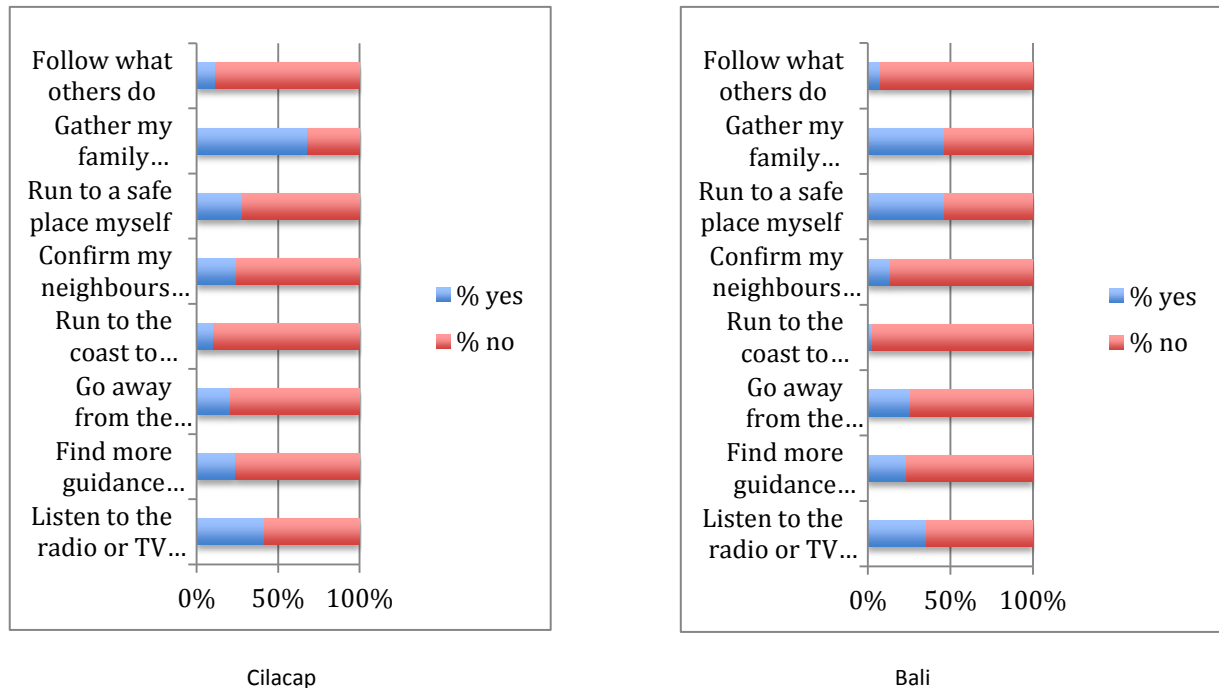 Follow what
others do
Gather my
family...
Run to a safe
place myself
Confirm my
neighbours...
Run to the
coast to...
Go away
from the...
Find more
guidance...
Listen to the
radio or TV...
0% 50% 100%
% yes
% no
Cilacap
Follow what
others do
Gather my
family...
Run to a safe
place myself
Confirm my
neighbours...
Run to the
coast to...
Go away
from the...
Find more
guidance...
Listen to the
radio or TV...
0% 50% 100%
% yes
% no
Bali